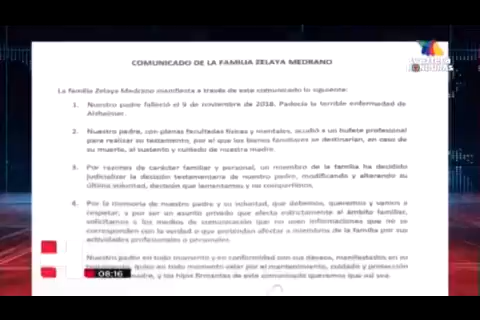 AZTECA
HONDURAS
COMUNICADO DE LA FAMILIA ZELAYA MEDRANO
La familia Zelaya Medrano manifiesta a través de este comunicado lo siguiente:
1. Nuestro padre falleció el 9 de noviembre de 2018. Padecía la terrible enfermedad de
Alzheimer.
2. Nuestro padre, con plenas facultades físicas y mentales, acudió a un bufete profesional
para realizar su testamento, por el que los bienes familiares se destinarían, en caso de
su muerte, al sustento y cuidado de nuestra madre.
3. Por razones de carácter familiar y personal, un miembro de la familia ha decidido
judicializar la decisión testamentaria de nuestro padre, modificando y alterando su
última voluntad, decisión que lamentamos y no compartimos.
4. Por la memoria de nuestro padre y su voluntad, que debemos, queremos y vamos a
respetar, y por ser un asunto privado que afecta estrictamente al ámbito familiar,
solicitamos a los medios de comunicación que no usen informaciones que no se
correspondan con la verdad o que pretendan afectar a miembros de la familia por sus
actividades profesionales o personales.
Nuestro padre en todo momento y en conformidad con sus deseos, manifestados en su
quiso en todo momento estar por el mantenimiento, cuidado y protección
madre, y los hijos firmantes de este comunicado queremos que así sea.
08:16